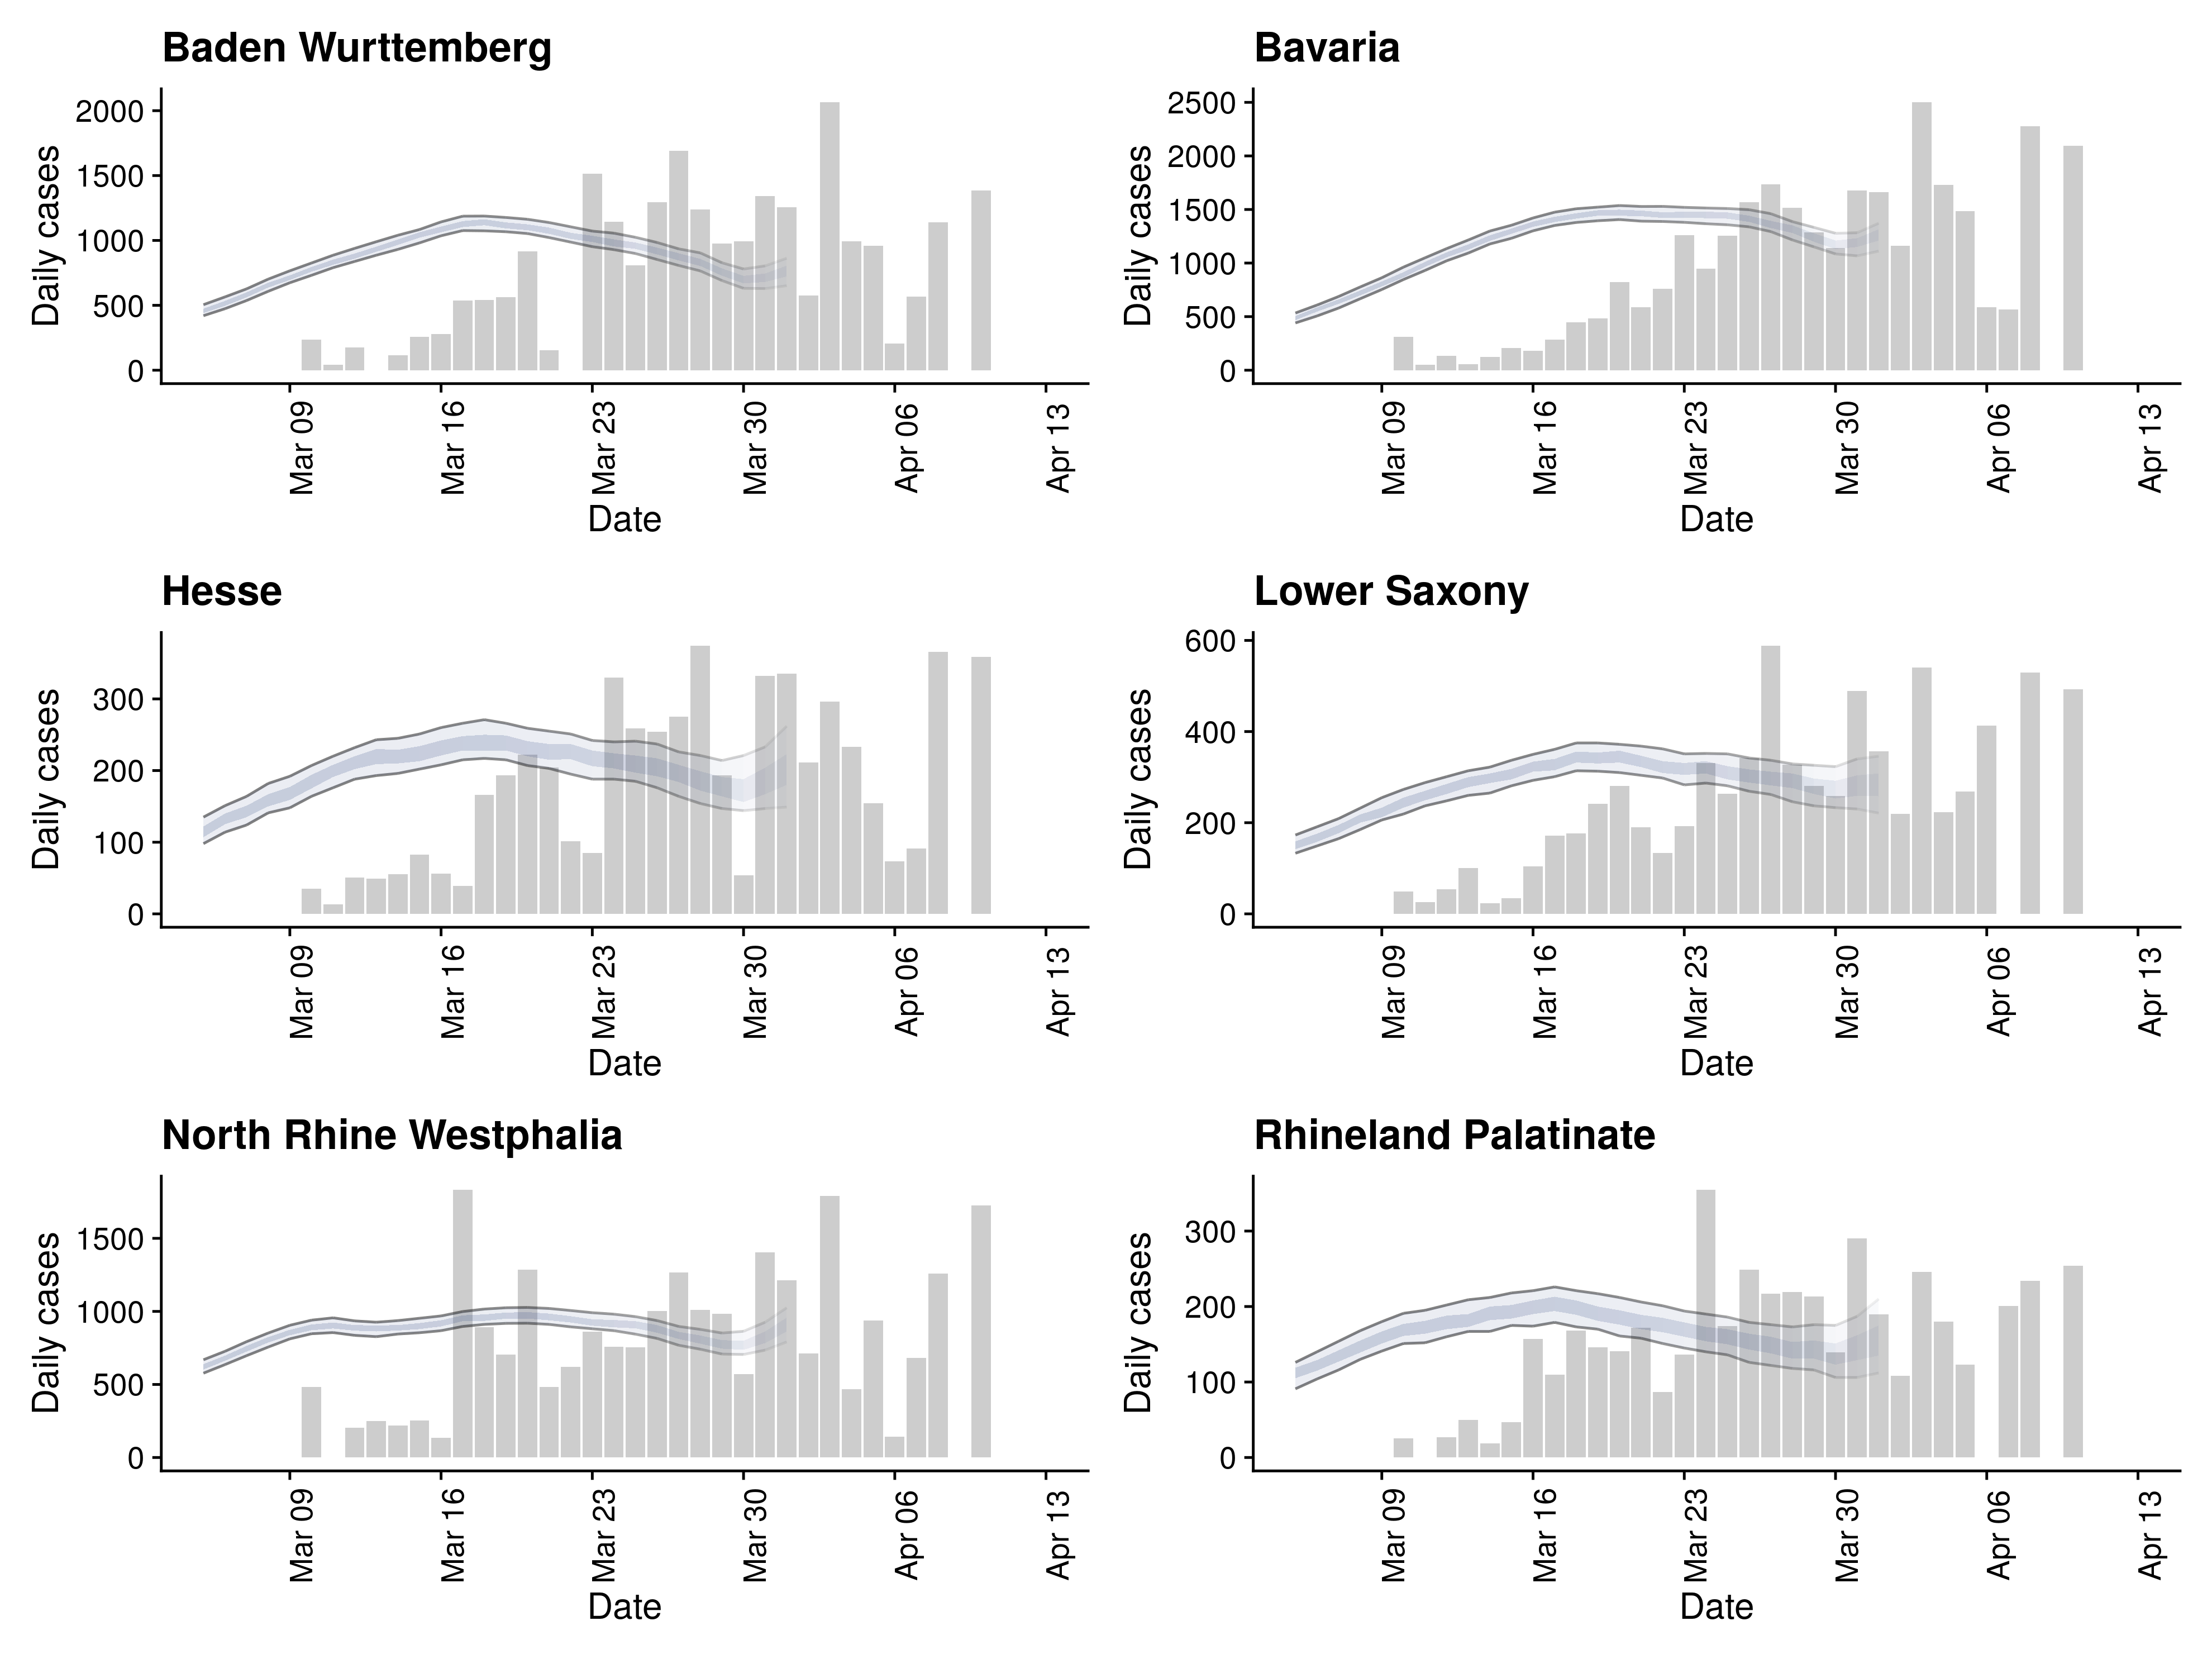 Baden Wurttemberg
Daily cases
2000
1500
1000
500
0
Mar 09
Mar 16
Mar 23
Mar 30
Apr 06
Apr 13
Date
Bavaria
Daily cases
2500
2000
1500
1000
500
0
Mar 09
Mar 16
Mar 23
Mar 30
Apr 06
Apr 13
Date
Hesse
Daily cases
300
200
100
0
Mar 09
Mar 16
Mar 23
Mar 30
Apr 06
Apr 13
Date
Lower Saxony
Daily cases
600
400
200
0
Mar 09
Mar 16
Mar 23
Mar 30
Apr 06
Apr 13
Date
North Rhine Westphalia
Daily cases
1500
1000
500
0
Mar 09
Mar 16
Mar 23
Mar 30
Apr 06
Apr 13
Date
Rhineland Palatinate
Daily cases
300
200
100
0
Mar 09
Mar 16
Mar 23
Mar 30
Apr 06
Apr 13
Date